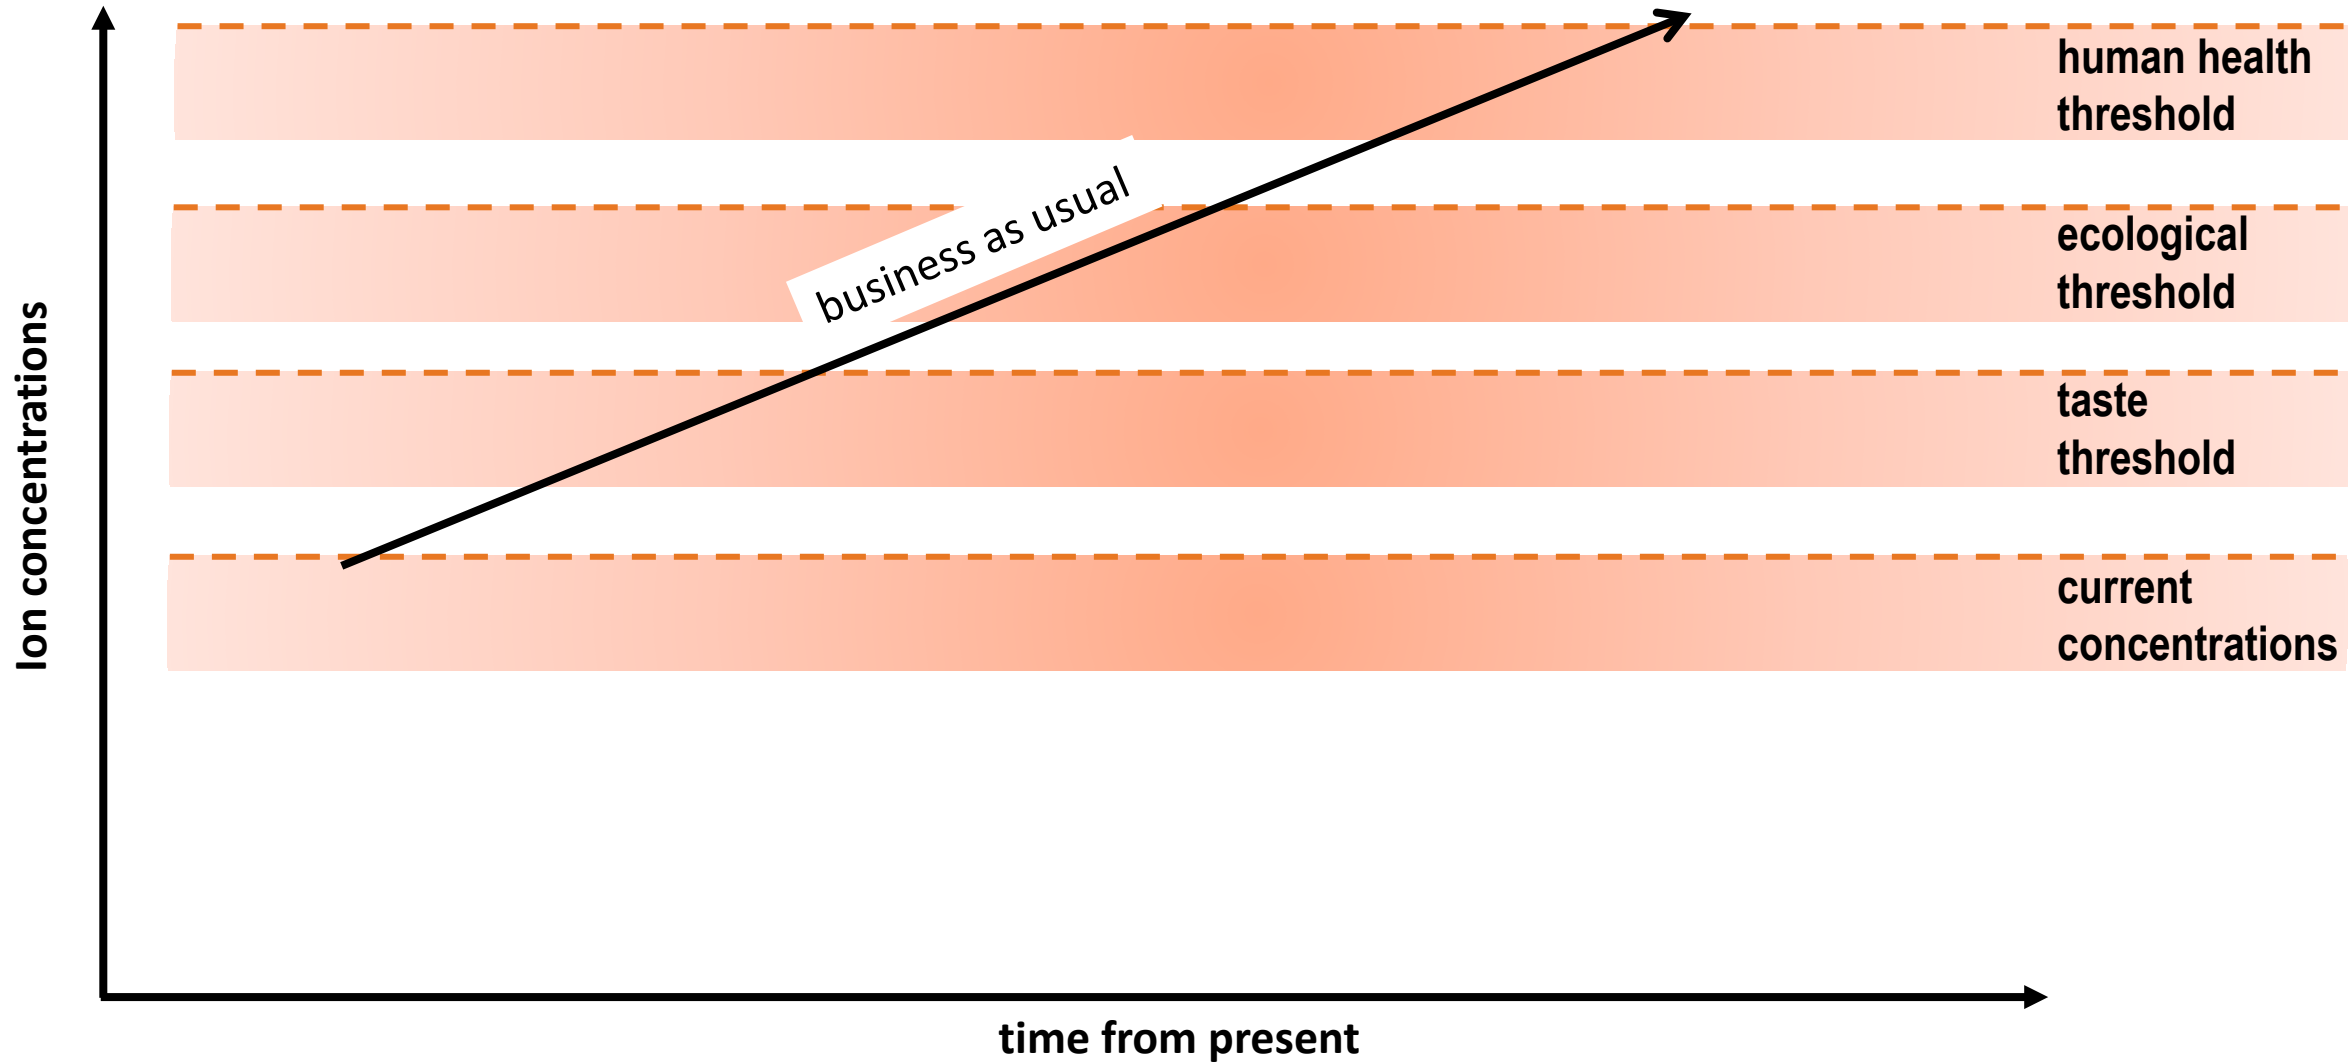 human health
threshold
business as usual
ecological
threshold
taste
threshold
current
concentrations
Ion concentrations
time from present